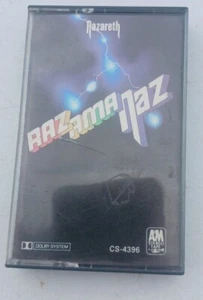 Nazareth
RAZAMANAZ
DOLBY SYSTEM
CS-4396
A&M